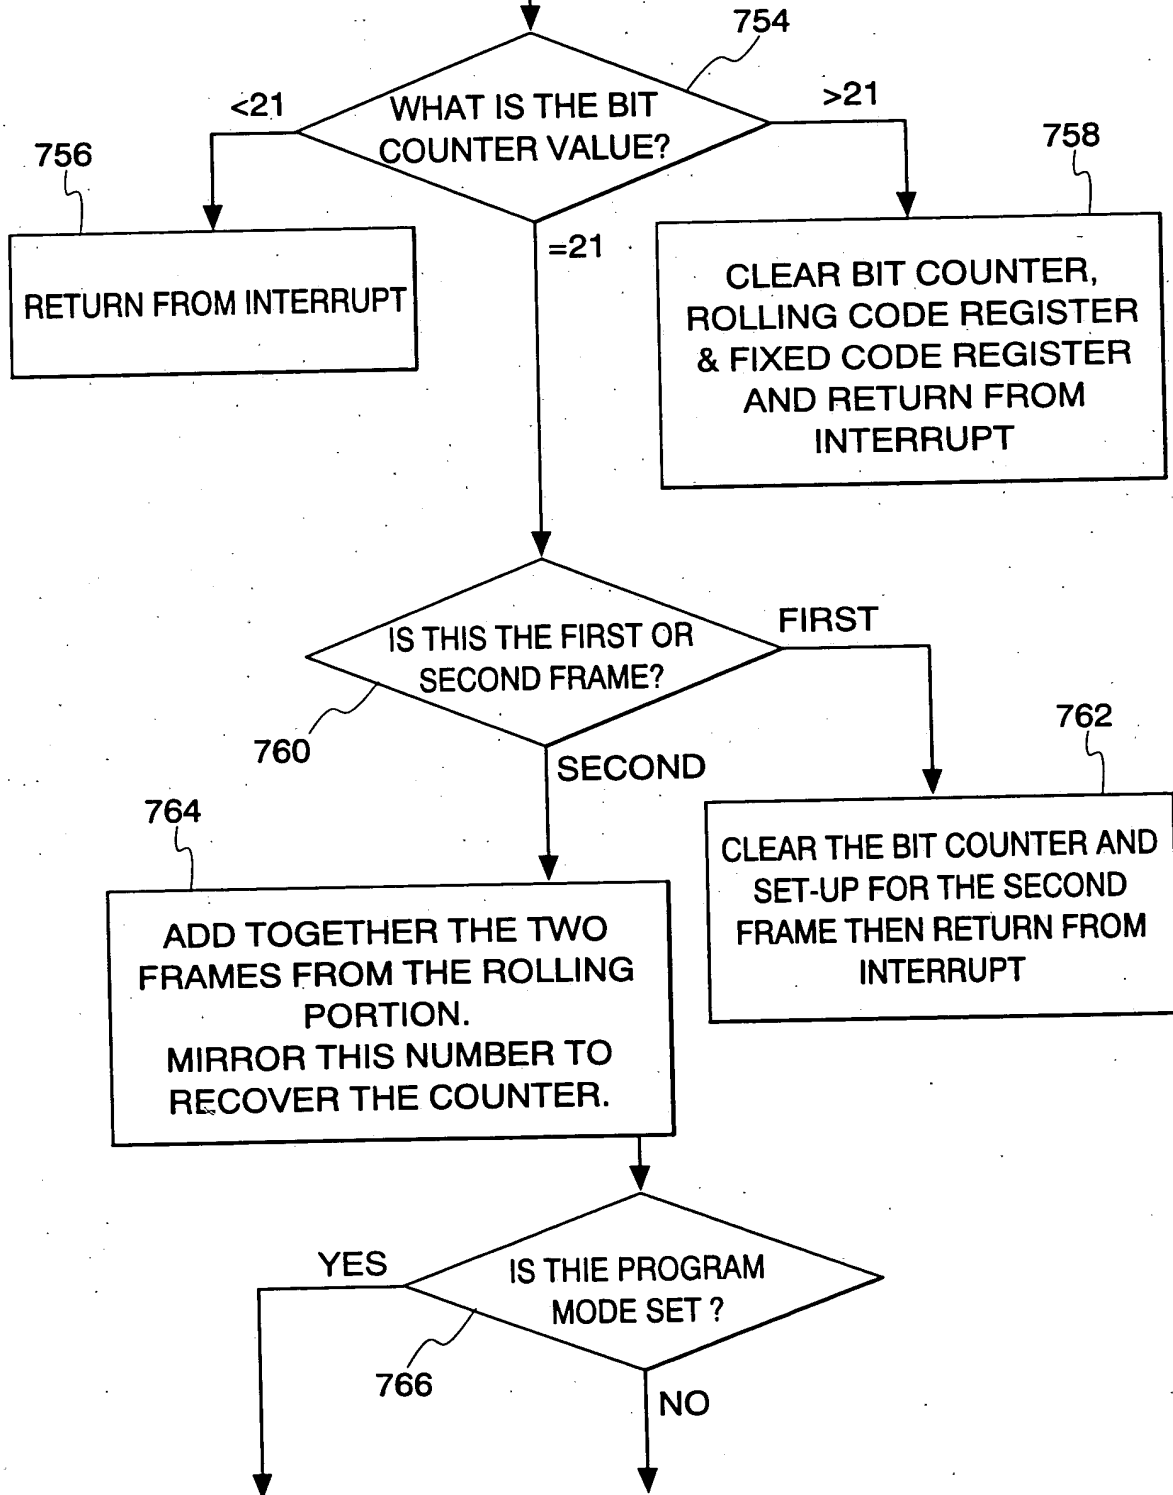 754
<21
WHAT IS THE BIT
COUNTER VALUE?
>21
756
758
=21
RETURN FROM INTERRUPT
CLEAR BIT COUNTER,
ROLLING CODE REGISTER
& FIXED CODE REGISTER
AND RETURN FROM
INTERRUPT
IS THIS THE FIRST OR
SECOND FRAME?
FIRST
760
SECOND
762
764
CLEAR THE BIT COUNTER AND
SET-UP FOR THE SECOND
FRAME THEN RETURN FROM
INTERRUPT
ADD TOGETHER THE TWO
FRAMES FROM THE ROLLING
PORTION.
MIRROR THIS NUMBER TO
RECOVER THE COUNTER.
YES
IS THIE PROGRAM
MODE SET ?
766
NO